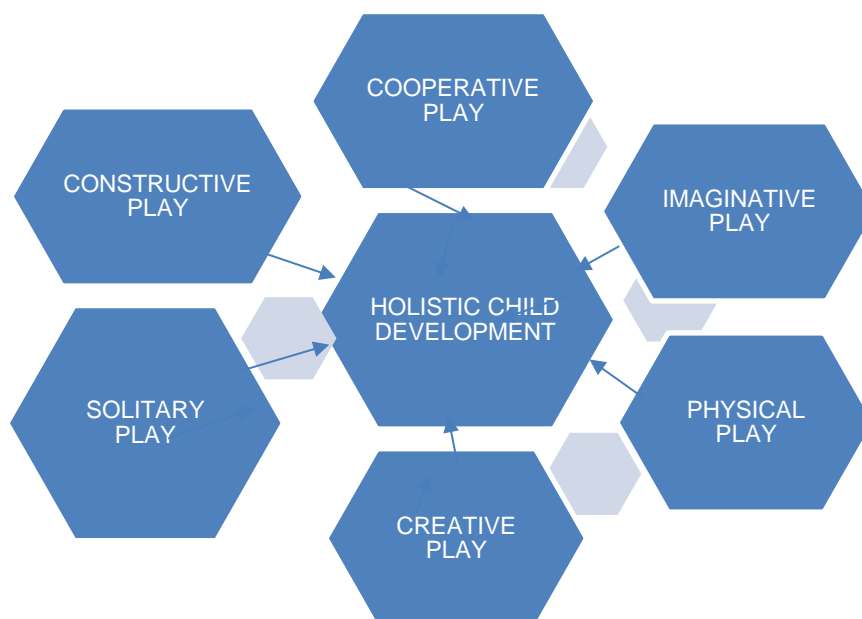 COOPERATIVE
PLAY
CONSTRUCTIVE
PLAY
IMAGINATIVE
PLAY
HOLISTIC CHILD
DEVELOPMENT
SOLITARY
PLAY
PHYSICAL
PLAY
CREATIVE
PLAY